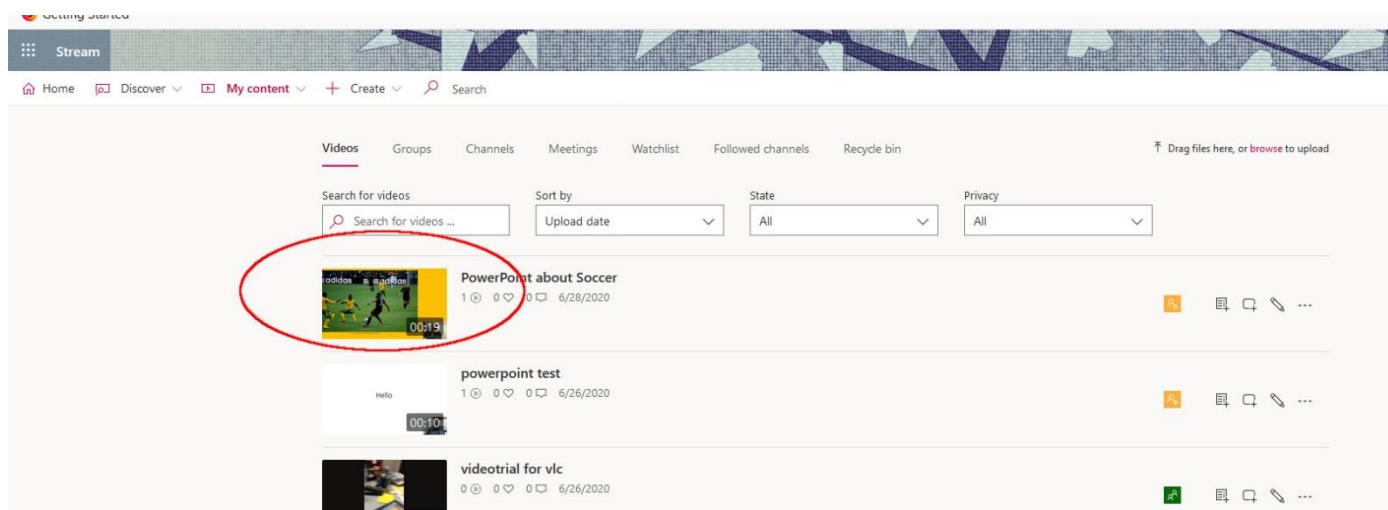 Getting Started
Stream
Home Discover My content Create Search
Videos Groups Channels Meetings Watchlist Followed channels Recycle bin Drag files here, or browse to upload
Search for videos Sort by State Privacy
Search for videos ... Upload date All All
adidas adidas
PowerPoint about Soccer
1 0 0 6/28/2020
00:19
powerpoint test
1 0 0 6/26/2020
Hello
00:10
videotrial for vlc
0 0 0 6/26/2020